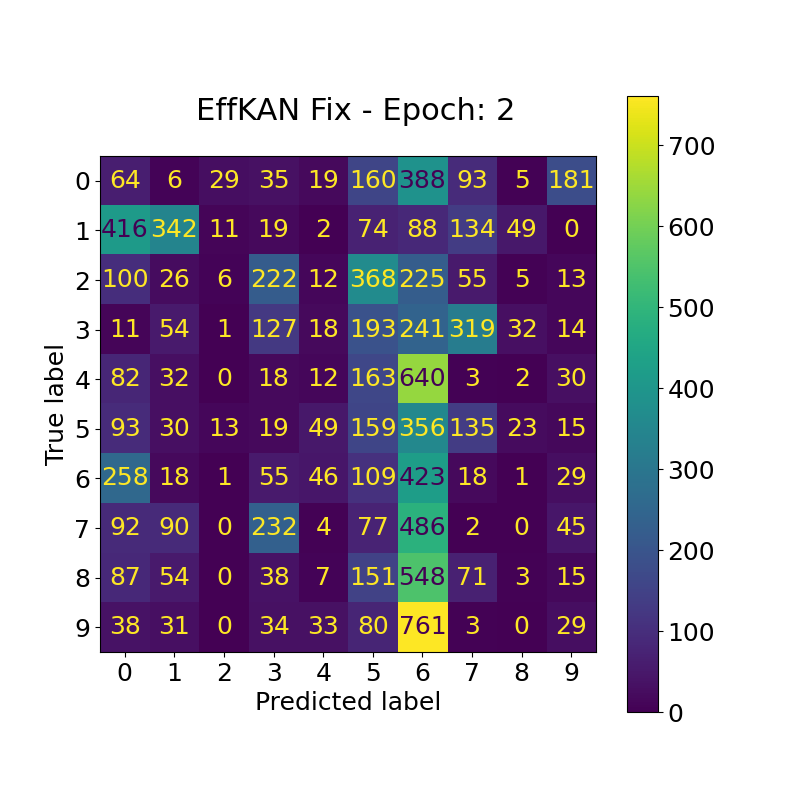 EffKAN Fix - Epoch: 2
0 64 6 29 35 19 160 388 93 5 181
1 416 342 11 19 2 74 88 134 49 0
2 100 26 6 222 12 368 225 55 5 13
3 11 54 1 127 18 193 241 319 32 14
4 82 32 0 18 12 163 640 3 2 30
5 93 30 13 19 49 159 356 135 23 15
6 258 18 1 55 46 109 423 18 1 29
7 92 90 0 232 4 77 486 2 0 45
8 87 54 0 38 7 151 548 71 3 15
9 38 31 0 34 33 80 761 3 0 29
0 1 2 3 4 5 6 7 8 9
Predicted label
True label
700
600
500
400
300
200
100
0